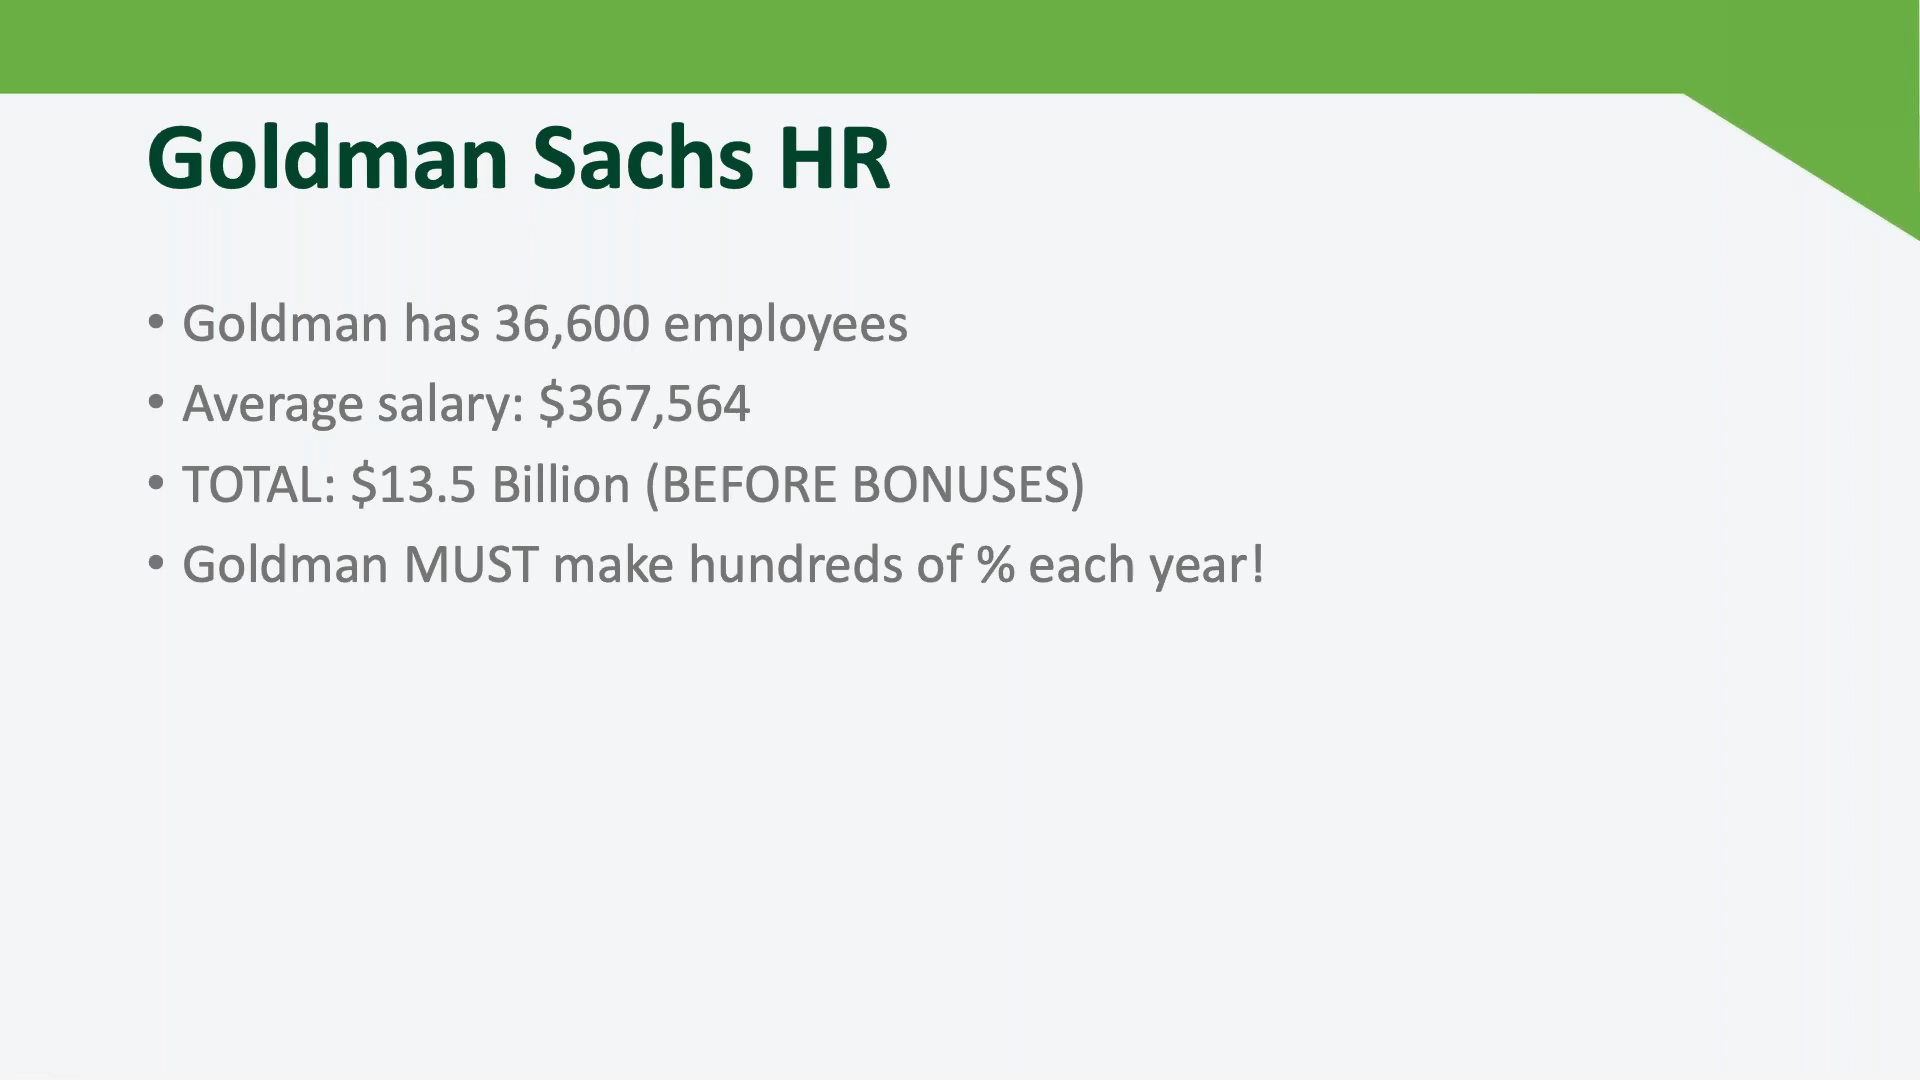 Goldman Sachs HR
• Goldman has 36,600 employees
• Average salary: $367,564
• TOTAL: $13.5 Billion (BEFORE BONUSES)
• Goldman MUST make hundreds of % each year!